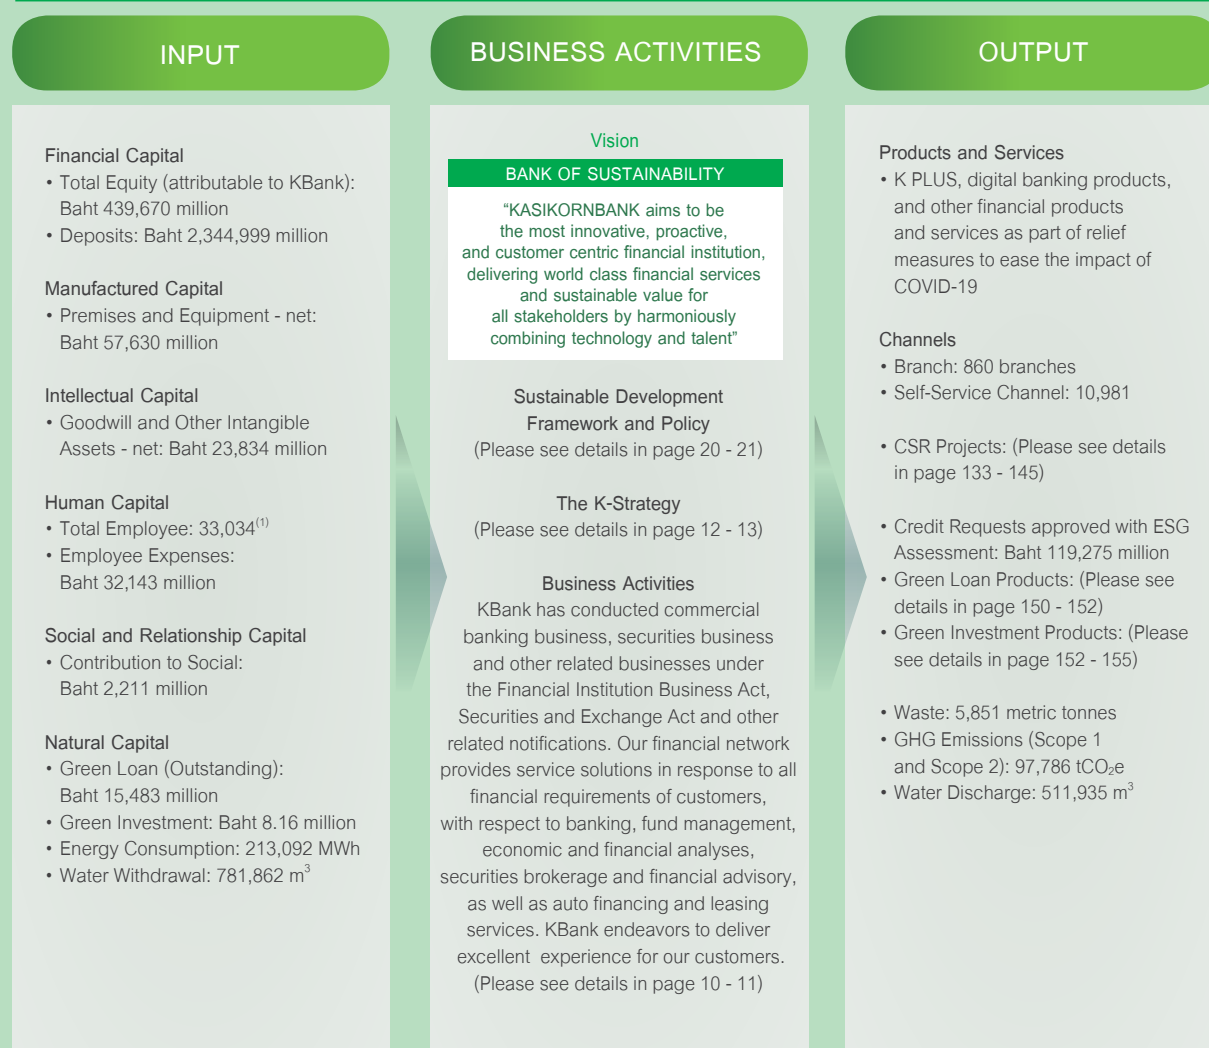 INPUT
Financial Capital
• Total Equity (attributable to KBank):
Baht 439,670 million
• Deposits: Baht 2,344,999 million
Manufactured Capital
• Premises and Equipment - net:
Baht 57,630 million
Intellectual Capital
• Goodwill and Other Intangible
Assets - net: Baht 23,834 million
Human Capital
• Total Employee: 33,034(1)
• Employee Expenses:
Baht 32,143 million
Social and Relationship Capital
• Contribution to Social:
Baht 2,211 million
Natural Capital
• Green Loan (Outstanding):
Baht 15,483 million
• Green Investment: Baht 8.16 million
• Energy Consumption: 213,092 MWh
• Water Withdrawal: 781,862 m³
BUSINESS ACTIVITIES
Vision
BANK OF SUSTAINABILITY
“KASIKORNBANK aims to be
the most innovative, proactive,
and customer centric financial institution,
delivering world class financial services
and sustainable value for
all stakeholders by harmoniously
combining technology and talent”
Sustainable Development
Framework and Policy
(Please see details in page 20 - 21)
The K-Strategy
(Please see details in page 12 - 13)
Business Activities
KBank has conducted commercial
banking business, securities business
and other related businesses under
the Financial Institution Business Act,
Securities and Exchange Act and other
related notifications. Our financial network
provides service solutions in response to all
financial requirements of customers,
with respect to banking, fund management,
economic and financial analyses,
securities brokerage and financial advisory,
as well as auto financing and leasing
services. KBank endeavors to deliver
excellent experience for our customers.
(Please see details in page 10 - 11)
OUTPUT
Products and Services
• K PLUS, digital banking products,
and other financial products
and services as part of relief
measures to ease the impact of
COVID-19
Channels
• Branch: 860 branches
• Self-Service Channel: 10,981
• CSR Projects: (Please see details
in page 133 - 145)
• Credit Requests approved with ESG
Assessment: Baht 119,275 million
• Green Loan Products: (Please see
details in page 150 - 152)
• Green Investment Products: (Please
see details in page 152 - 155)
• Waste: 5,851 metric tonnes
• GHG Emissions (Scope 1
and Scope 2): 97,786 tCO₂e
• Water Discharge: 511,935 m³